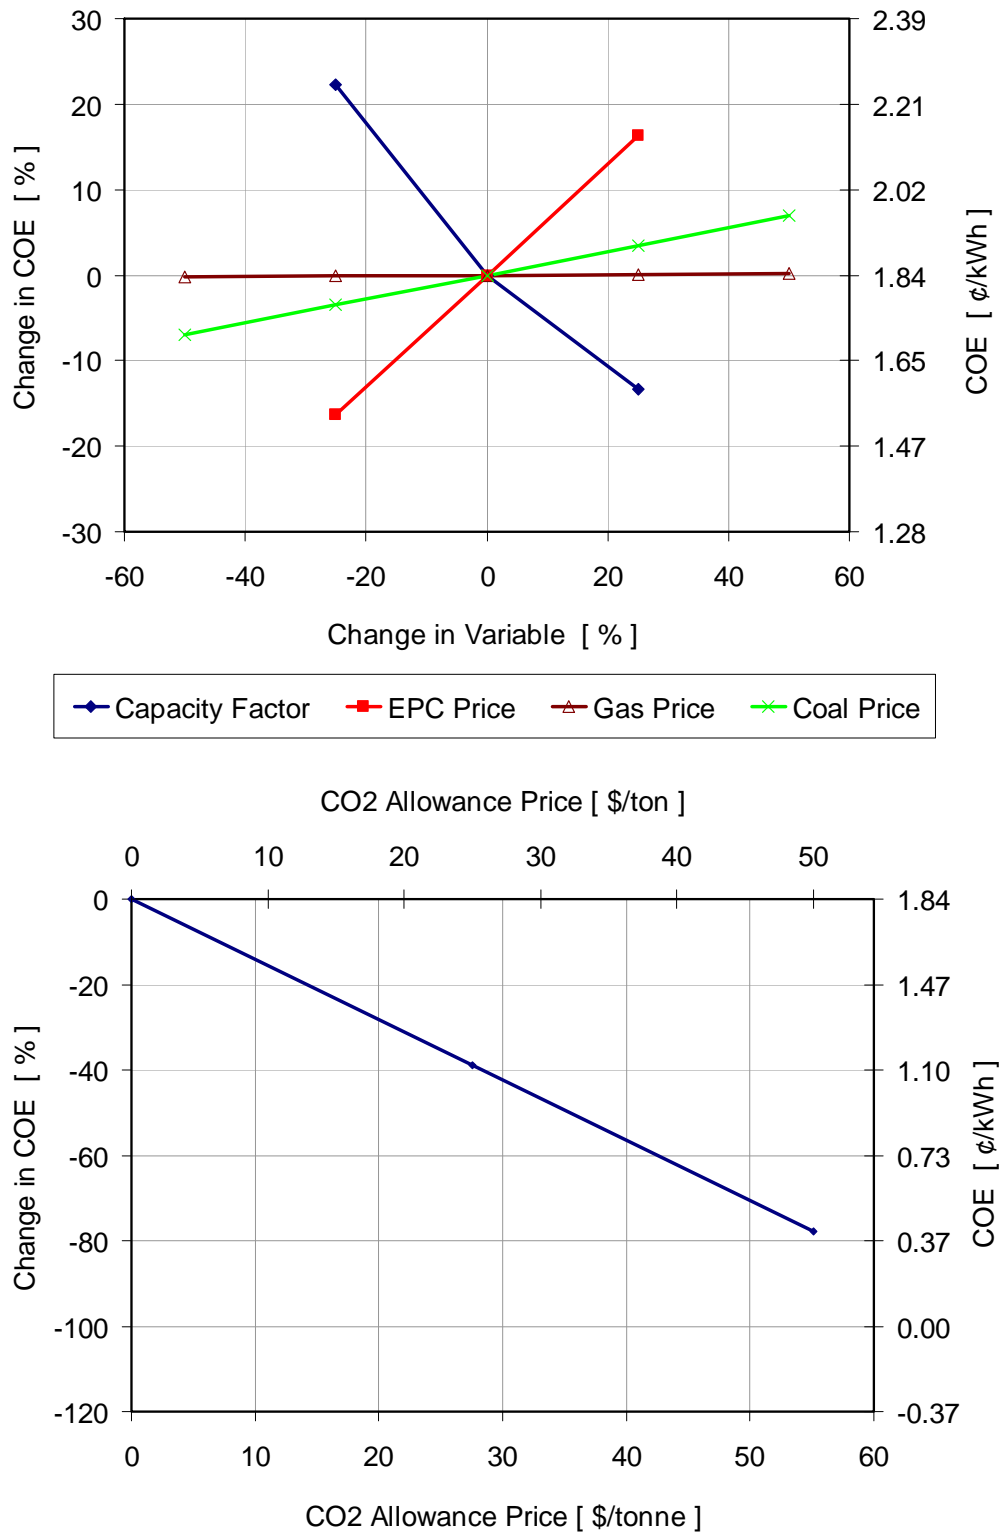 30 2.39
20 2.21
10 2.02
0 1.84
-10 1.65
-20 1.47
-30 1.28
Change in COE [ % ]
COE [ ¢/kWh ]
-60 -40 -20 0 20 40 60
Change in Variable [ % ]
Capacity Factor EPC Price Gas Price Coal Price
CO2 Allowance Price [ $/ton ]
0 10 20 30 40 50
0 1.84
-20 1.47
-40 1.10
-60 0.73
-80 0.37
-100 0.00
-120 -0.37
Change in COE [ % ]
COE [ ¢/kWh ]
0 10 20 30 40 50 60
CO2 Allowance Price [ $/tonne ]